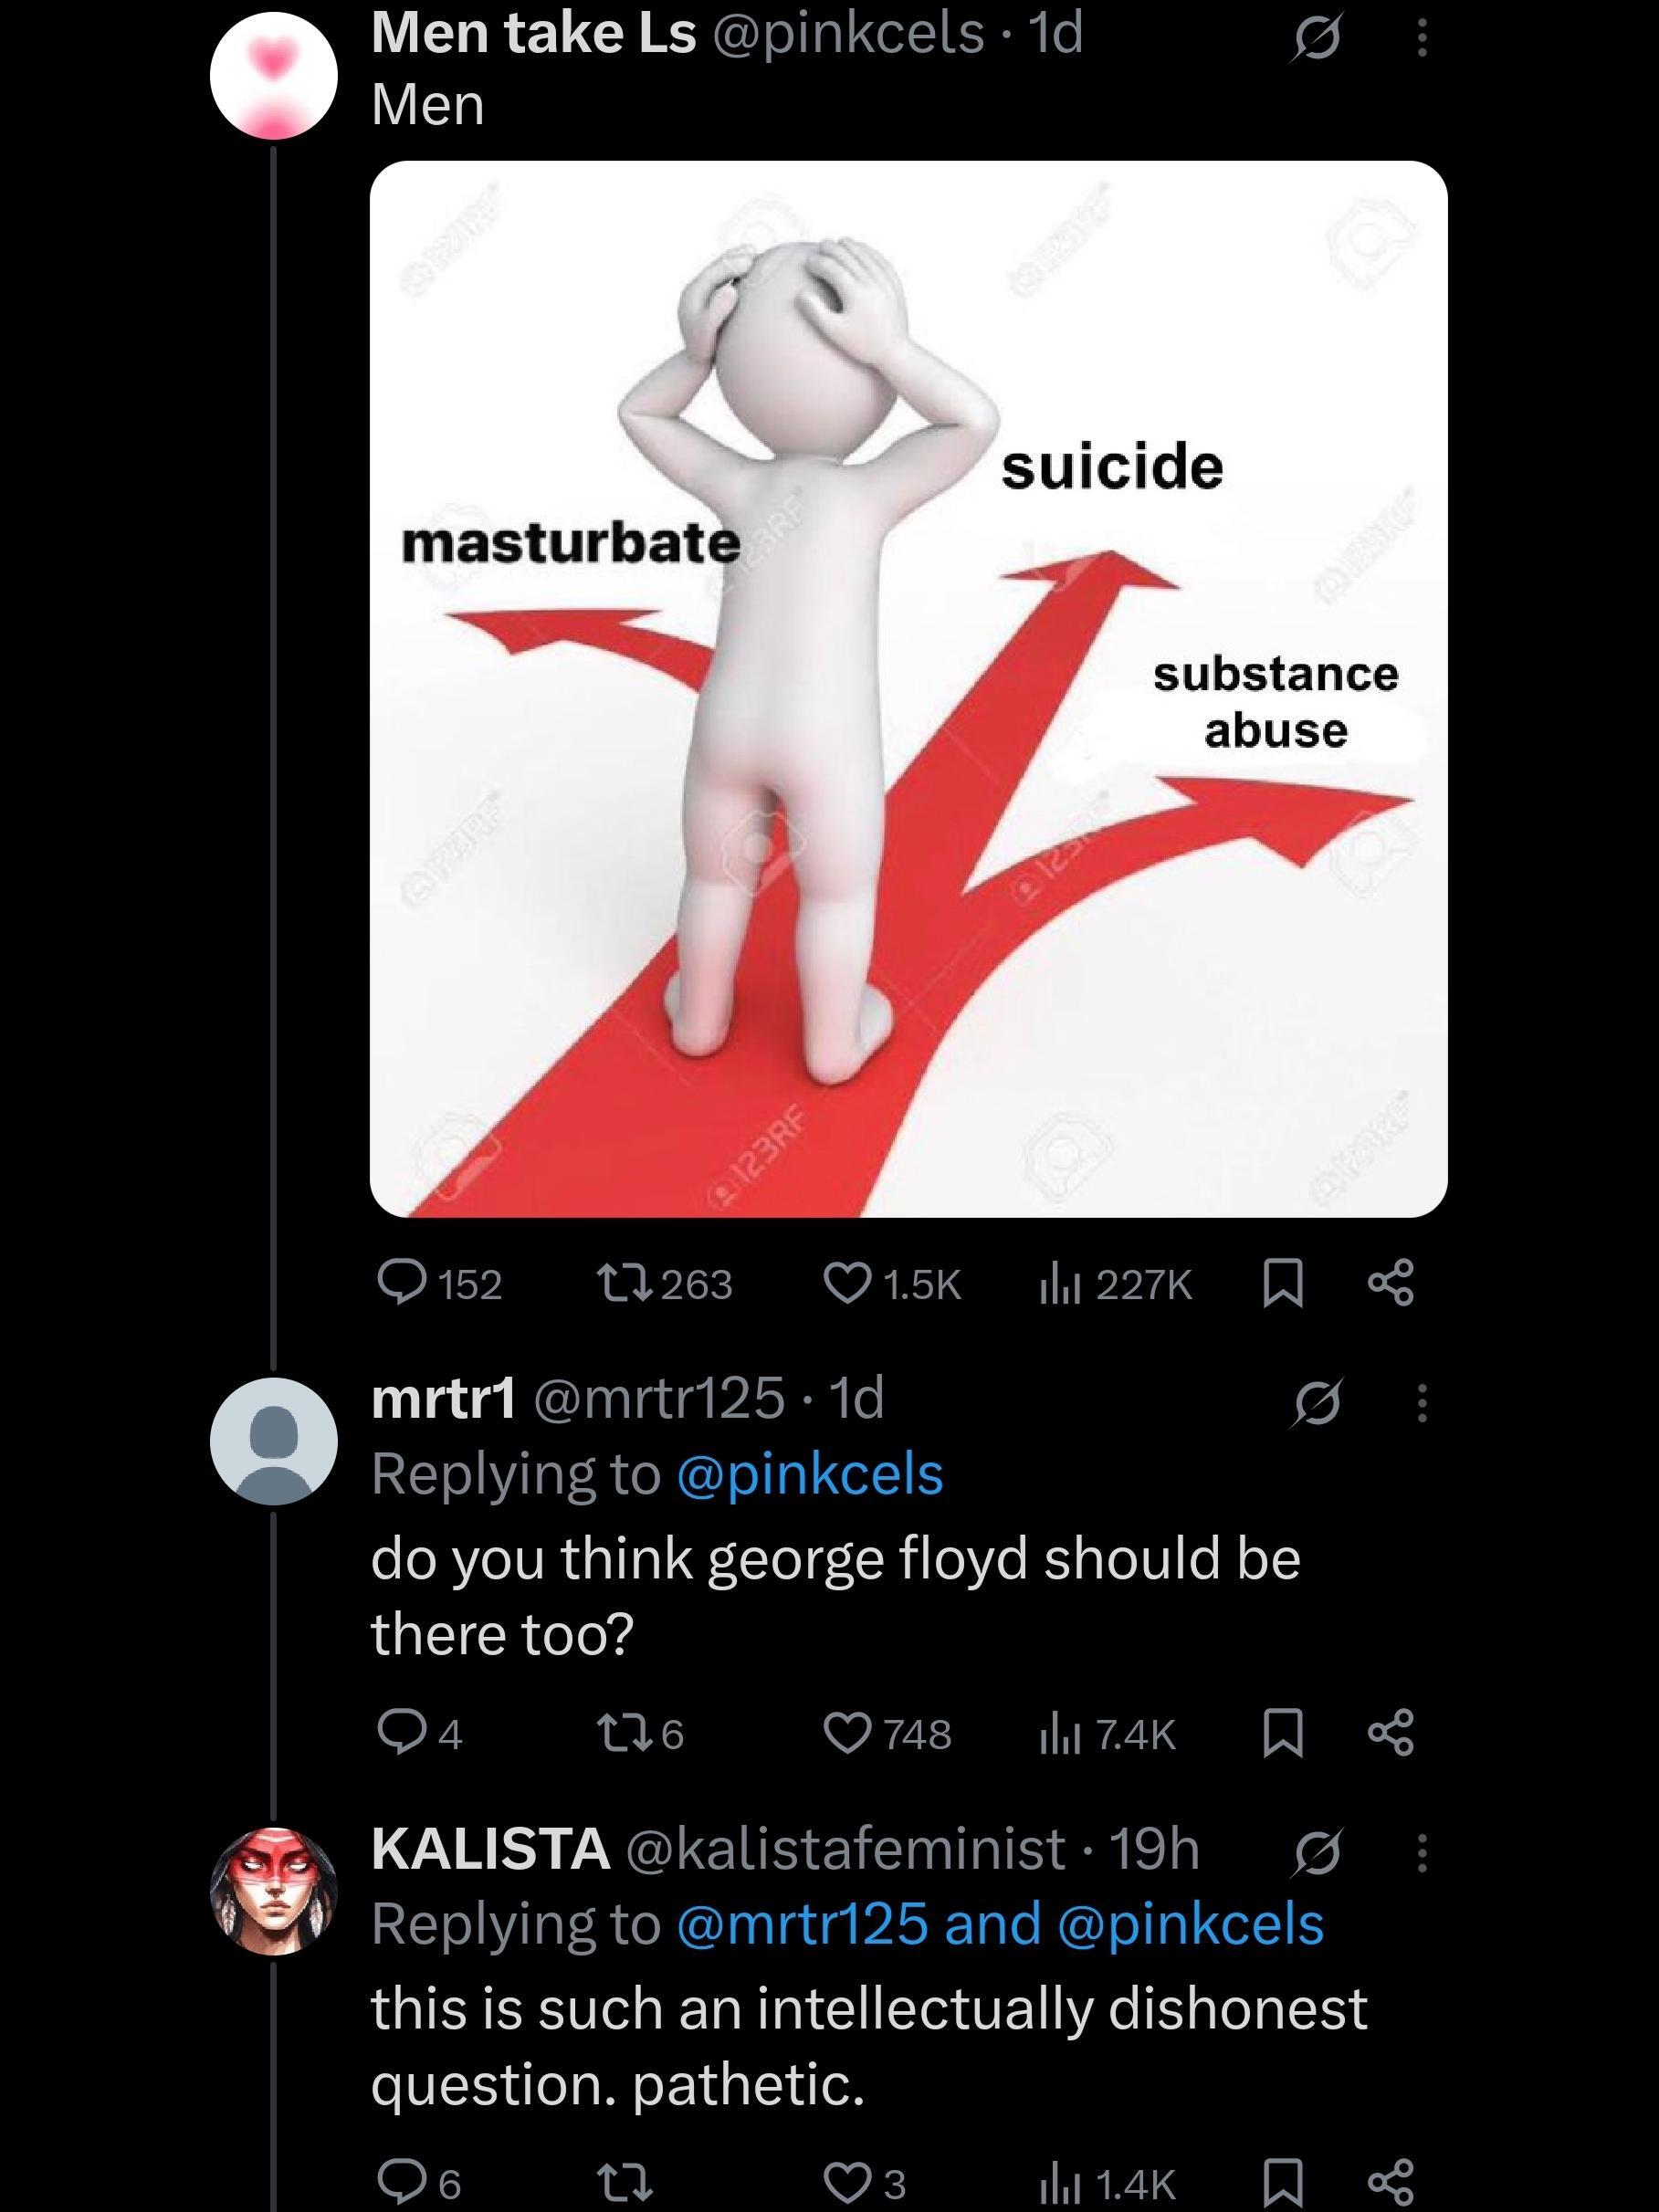 Men take Ls @pinkcels · 1d
Men
suicide
masturbate
substance
abuse
152 263 1.5K 227K
mrtr1 @mrtr125 · 1d
Replying to @pinkcels
do you think george floyd should be
there too?
4 6 748 7.4K
KALISTA @kalistafeminist · 19h
Replying to @mrtr125 and @pinkcels
this is such an intellectually dishonest
question. pathetic.
6 3 1.4K
123RF